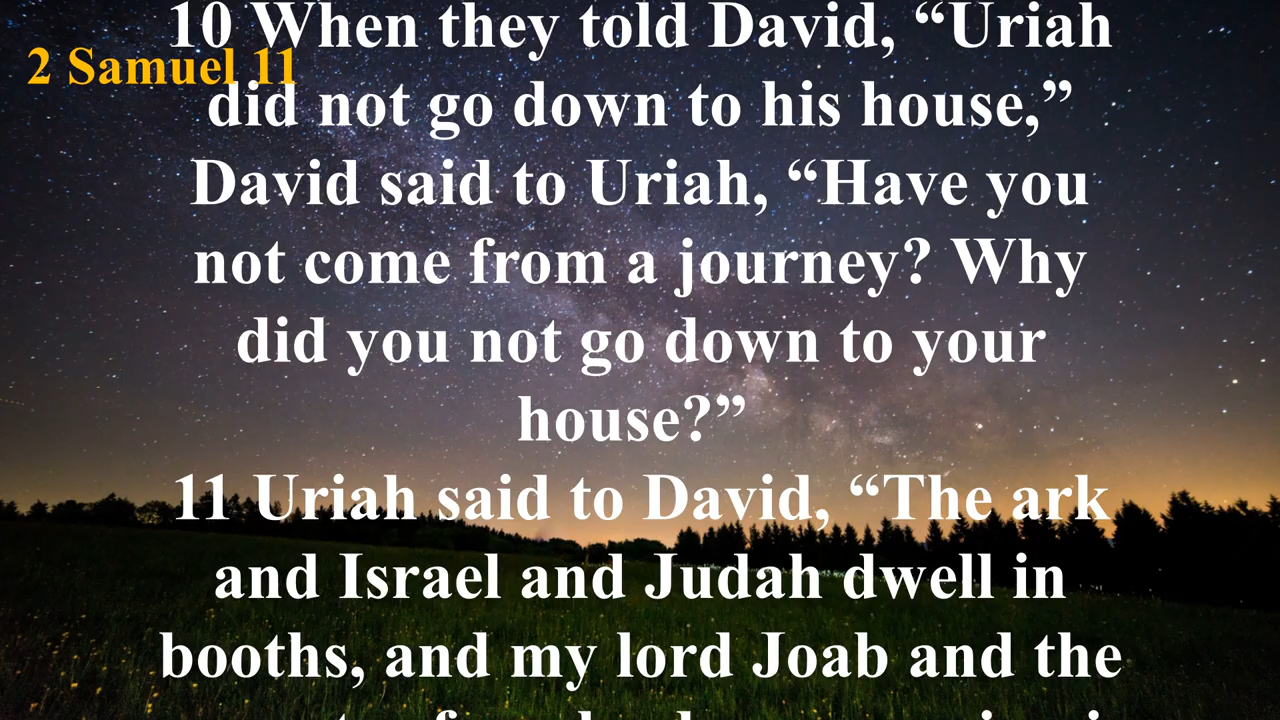 10 When they told David, “Uriah
2 Samuel 11
did not go down to his house,”
David said to Uriah, “Have you
not come from a journey? Why
did you not go down to your
house?”
11 Uriah said to David, “The ark
and Israel and Judah dwell in
booths, and my lord Joab and the